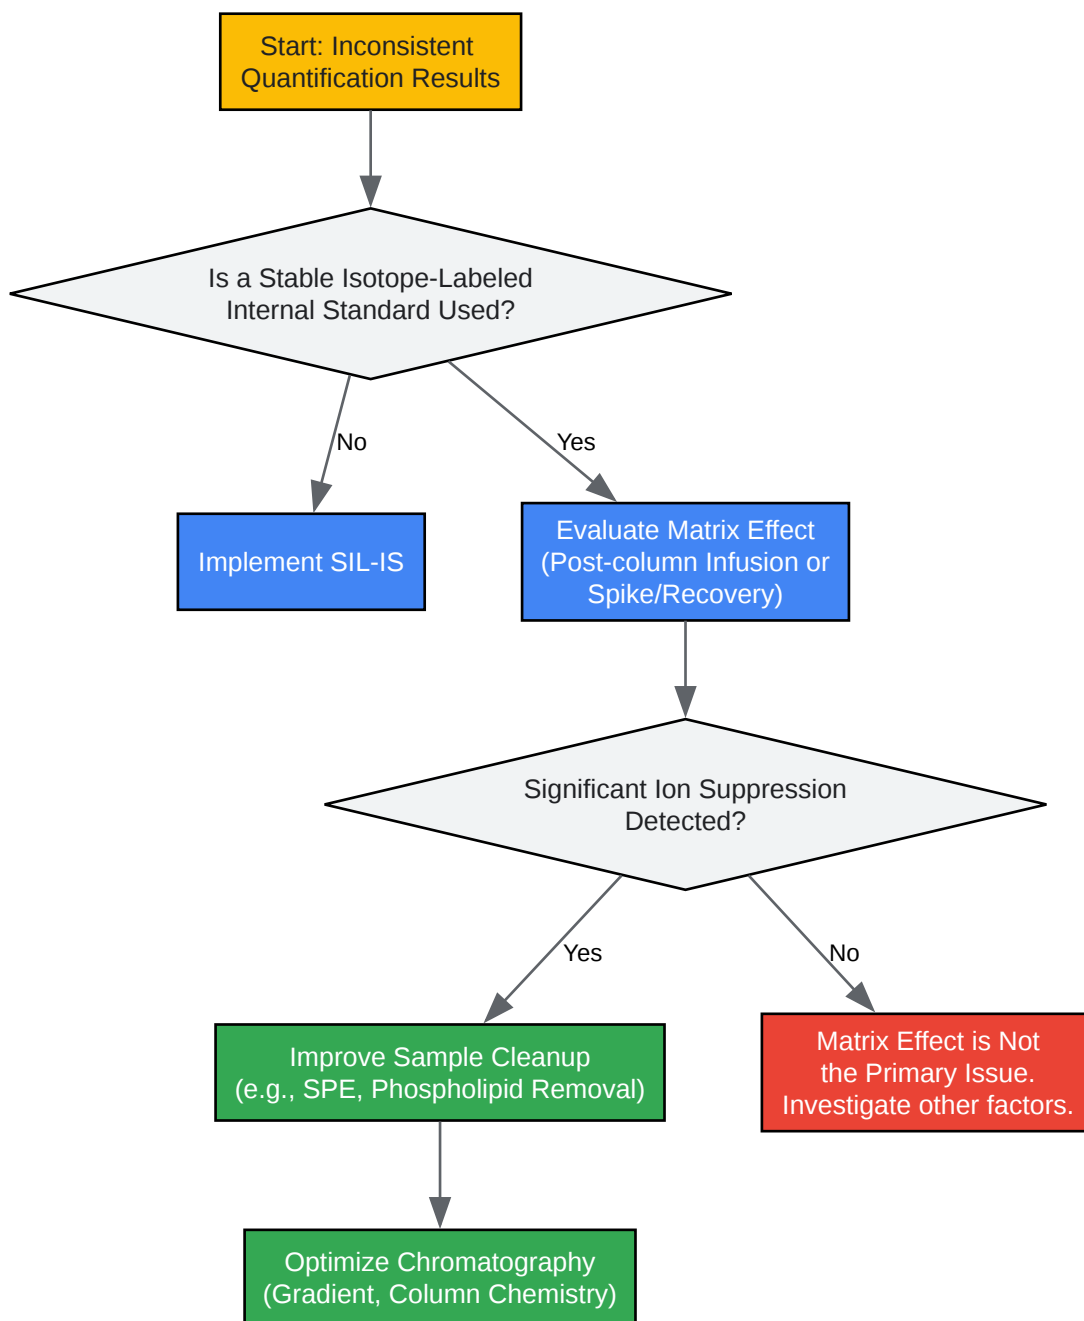 Start: Inconsistent
Quantification Results
Is a Stable Isotope-Labeled
Internal Standard Used?
No
Yes
Implement SIL-IS
Evaluate Matrix Effect
(Post-column Infusion or
Spike/Recovery)
Significant Ion Suppression
Detected?
Yes
No
Improve Sample Cleanup
(e.g., SPE, Phospholipid Removal)
Matrix Effect is Not
the Primary Issue.
Investigate other factors.
Optimize Chromatography
(Gradient, Column Chemistry)